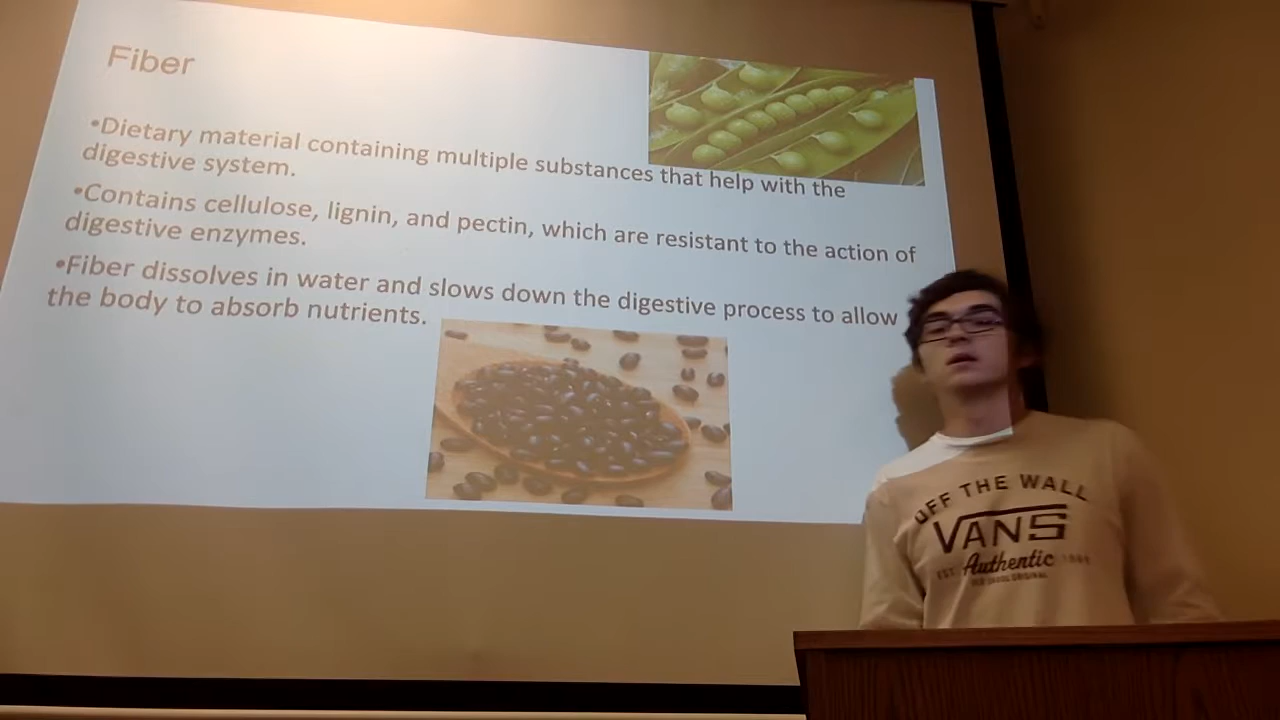 Fiber
•Dietary material containing multiple substances that help with the
digestive system.
•Contains cellulose, lignin, and pectin, which are resistant to the action of
digestive enzymes.
•Fiber dissolves in water and slows down the digestive process to allow
the body to absorb nutrients.
OFF THE WALL
VANS
EST. Authentic